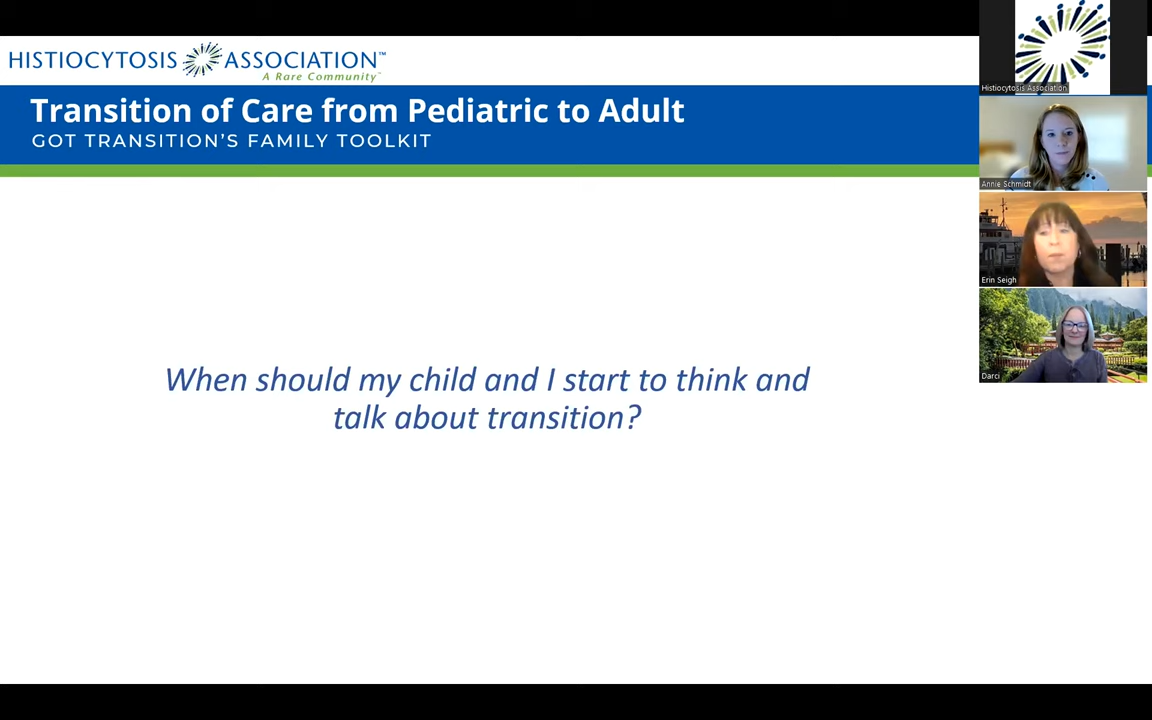 HISTIOCYTOSIS ASSOCIATION™
A Rare Community™
Transition of Care from Pediatric to Adult
GOT TRANSITION'S FAMILY TOOLKIT
When should my child and I start to think and
talk about transition?
Histiocytosis Association
Annie Schmidt
Erin Seigh
Darci